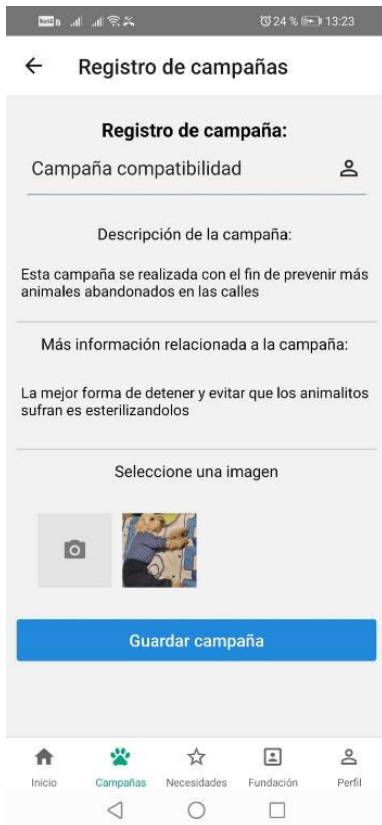 24 % 13:23
Registro de campañas
Registro de campaña:
Campaña compatibilidad
Descripción de la campaña:
Esta campaña se realizada con el fin de prevenir más
animales abandonados en las calles
Más información relacionada a la campaña:
La mejor forma de detener y evitar que los animalitos
sufran es esterilizandolos
Seleccione una imagen
Guardar campaña
Inicio Campañas Necesidades Fundación Perfil